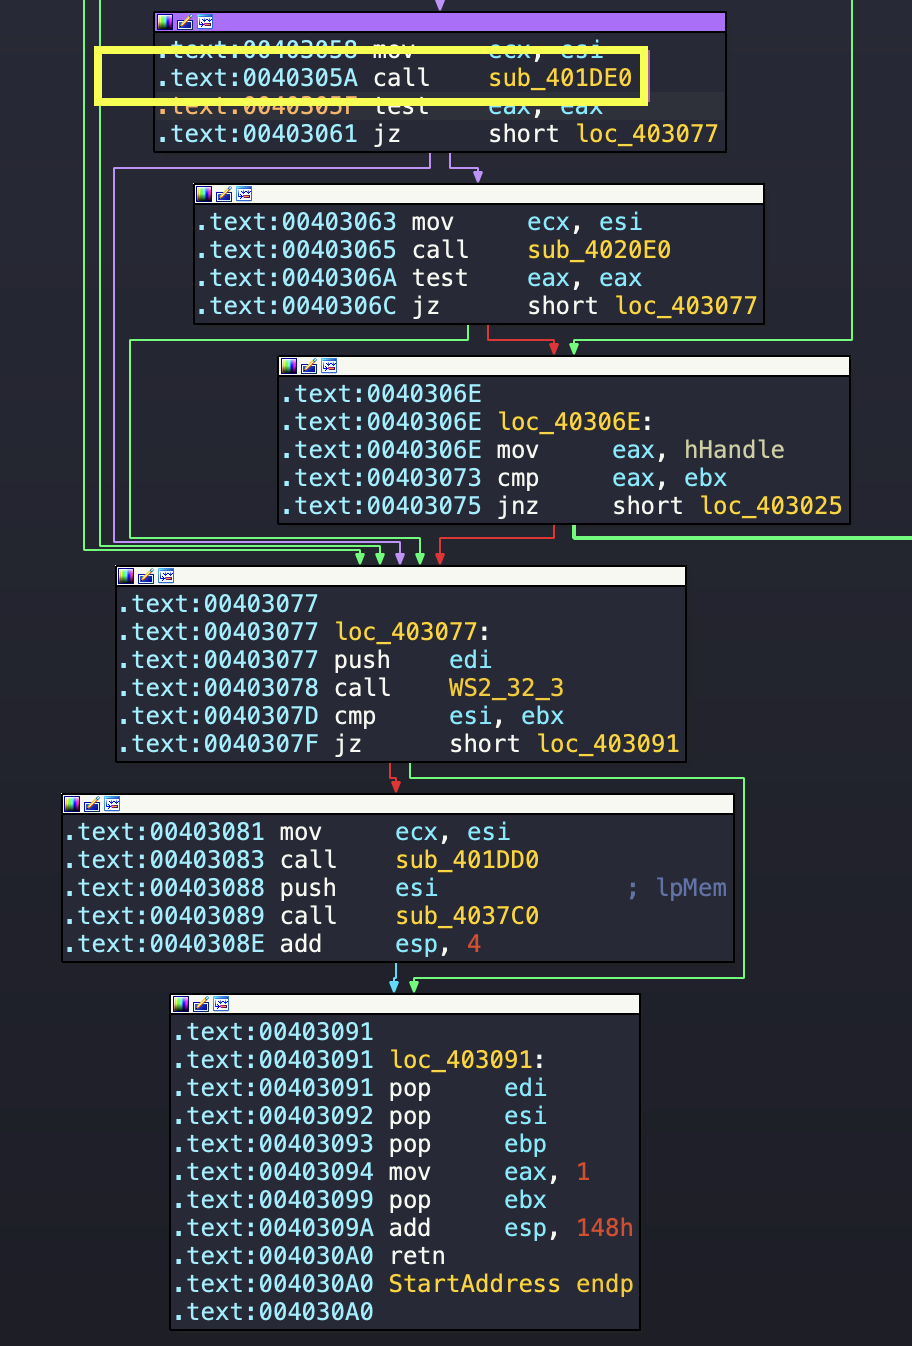 .text:00403058 mov ecx, esi
.text:0040305A call sub_401DE0
.text:0040305F test eax, eax
.text:00403061 jz short loc_403077
.text:00403063 mov ecx, esi
.text:00403065 call sub_4020E0
.text:0040306A test eax, eax
.text:0040306C jz short loc_403077
.text:0040306E
.text:0040306E loc_40306E:
.text:0040306E mov eax, hHandle
.text:00403073 cmp eax, ebx
.text:00403075 jnz short loc_403025
.text:00403077
.text:00403077 loc_403077:
.text:00403077 push edi
.text:00403078 call WS2_32_3
.text:0040307D cmp esi, ebx
.text:0040307F jz short loc_403091
.text:00403081 mov ecx, esi
.text:00403083 call sub_401DD0
.text:00403088 push esi ; lpMem
.text:00403089 call sub_4037C0
.text:0040308E add esp, 4
.text:00403091
.text:00403091 loc_403091:
.text:00403091 pop edi
.text:00403092 pop esi
.text:00403093 pop ebp
.text:00403094 mov eax, 1
.text:00403099 pop ebx
.text:0040309A add esp, 148h
.text:004030A0 retn
.text:004030A0 StartAddress endp
.text:004030A0